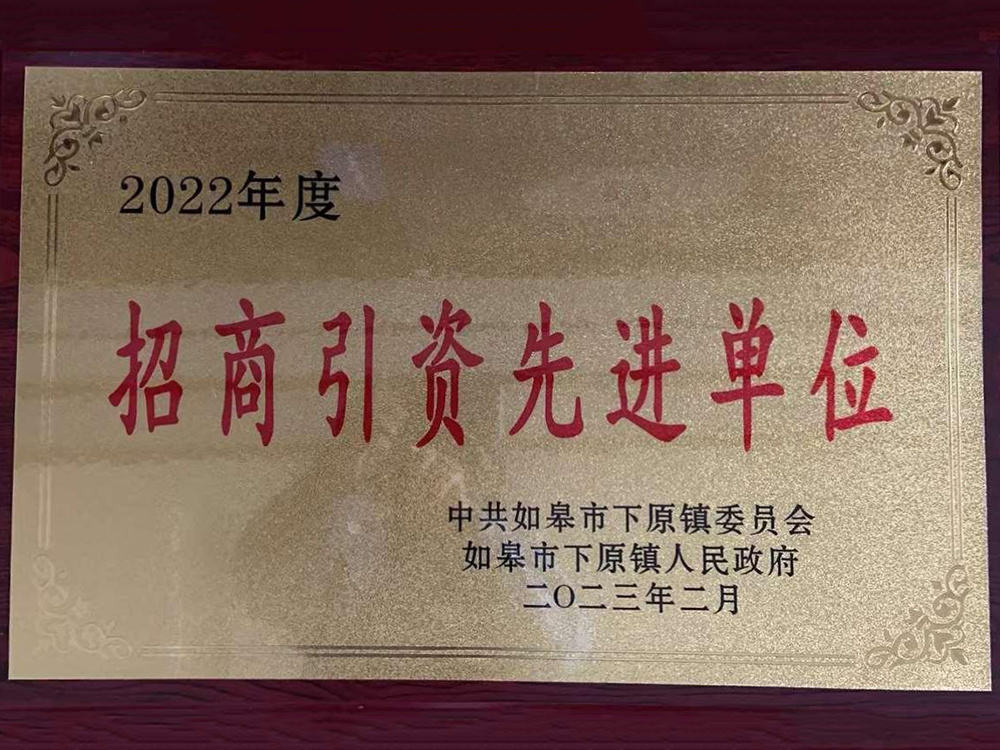 2022年度
招商引资先进单位
中共如皋市下原镇委员会
如皋市下原镇人民政府
二〇二三年二月